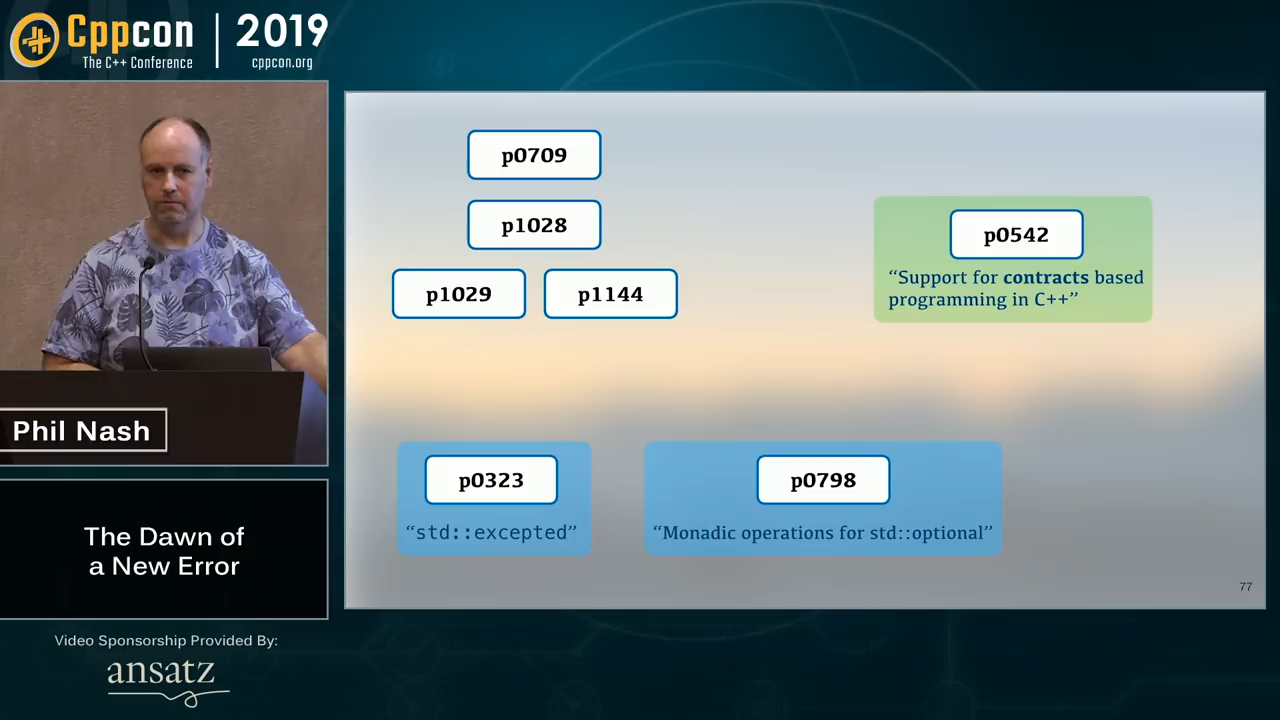 Cppcon
The C++ Conference
2019
cppcon.org
Phil Nash
The Dawn of
a New Error
Video Sponsorship Provided By:
ansatz
p0709
p1028
p1029
p1144
p0542
“Support for contracts based
programming in C++”
p0323
“std::excepted”
p0798
“Monadic operations for std::optional”
77